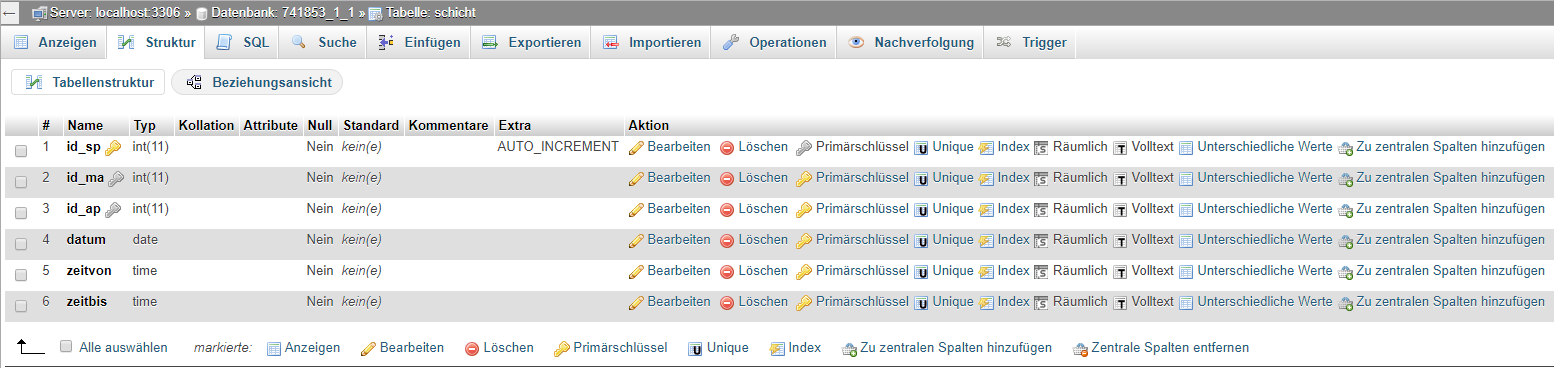 ← Server: localhost:3306 » Datenbank: 741853_1_1 » Tabelle: schicht
Anzeigen Struktur SQL Suche Einfügen Exportieren Importieren Operationen Nachverfolgung Trigger
Tabellenstruktur Beziehungsansicht
# Name Typ Kollation Attribute Null Standard Kommentare Extra Aktion
1 id_sp int(11) Nein kein(e) AUTO_INCREMENT Bearbeiten Löschen Primärschlüssel Unique Index Räumlich Volltext Unterschiedliche Werte Zu zentralen Spalten hinzufügen
2 id_ma int(11) Nein kein(e) Bearbeiten Löschen Primärschlüssel Unique Index Räumlich Volltext Unterschiedliche Werte Zu zentralen Spalten hinzufügen
3 id_ap int(11) Nein kein(e) Bearbeiten Löschen Primärschlüssel Unique Index Räumlich Volltext Unterschiedliche Werte Zu zentralen Spalten hinzufügen
4 datum date Nein kein(e) Bearbeiten Löschen Primärschlüssel Unique Index Räumlich Volltext Unterschiedliche Werte Zu zentralen Spalten hinzufügen
5 zeitvon time Nein kein(e) Bearbeiten Löschen Primärschlüssel Unique Index Räumlich Volltext Unterschiedliche Werte Zu zentralen Spalten hinzufügen
6 zeitbis time Nein kein(e) Bearbeiten Löschen Primärschlüssel Unique Index Räumlich Volltext Unterschiedliche Werte Zu zentralen Spalten hinzufügen
Alle auswählen markierte: Anzeigen Bearbeiten Löschen Primärschlüssel Unique Index Zu zentralen Spalten hinzufügen Zentrale Spalten entfernen